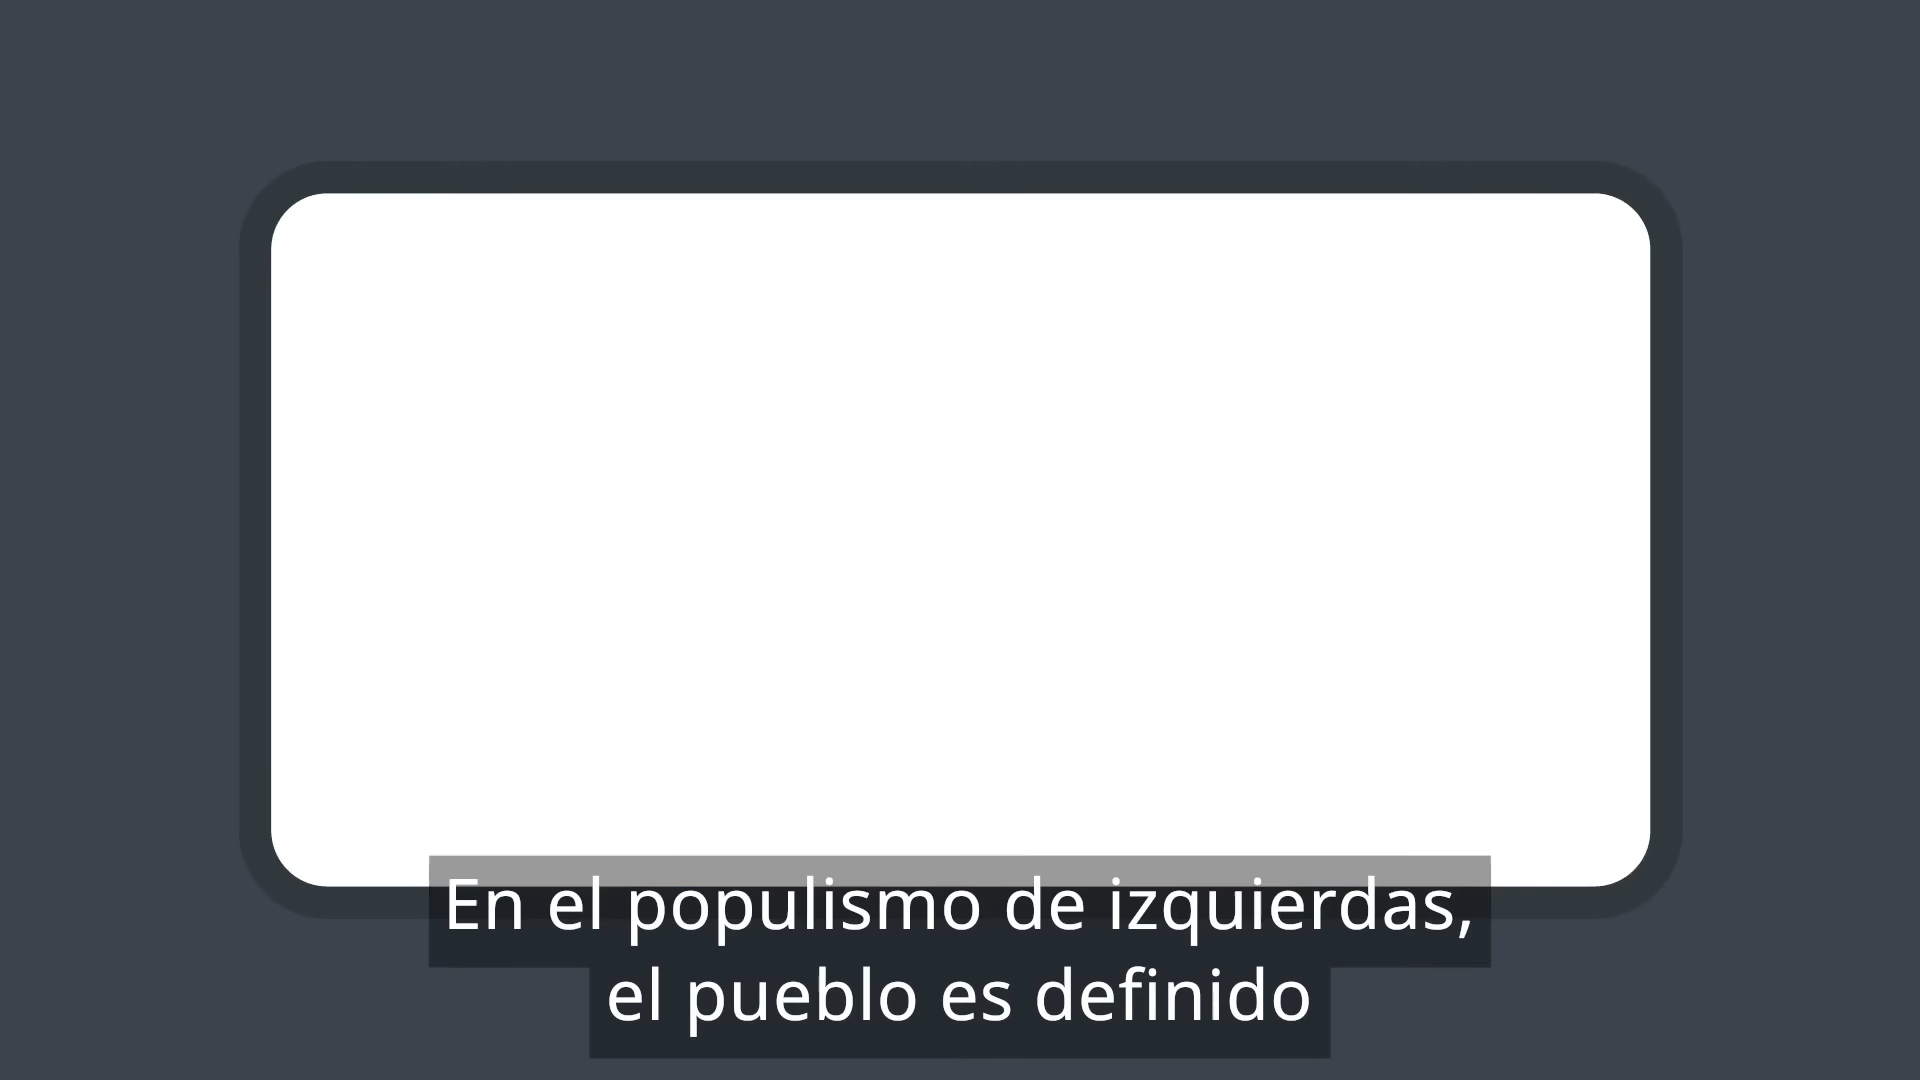 En el populismo de izquierdas,
el pueblo es definido